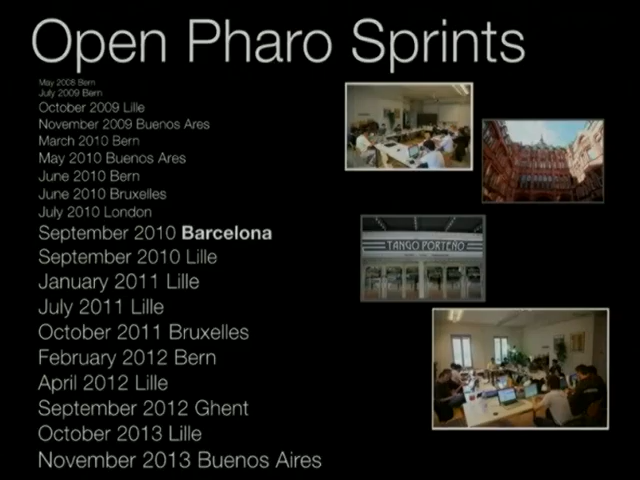 Open Pharo Sprints
May 2008 Bern
July 2009 Bern
October 2009 Lille
November 2009 Buenos Ares
March 2010 Bern
May 2010 Buenos Ares
June 2010 Bern
June 2010 Bruxelles
July 2010 London
September 2010 Barcelona
September 2010 Lille
January 2011 Lille
July 2011 Lille
October 2011 Bruxelles
February 2012 Bern
April 2012 Lille
September 2012 Ghent
October 2013 Lille
November 2013 Buenos Aires
TANGO PORTEÑO